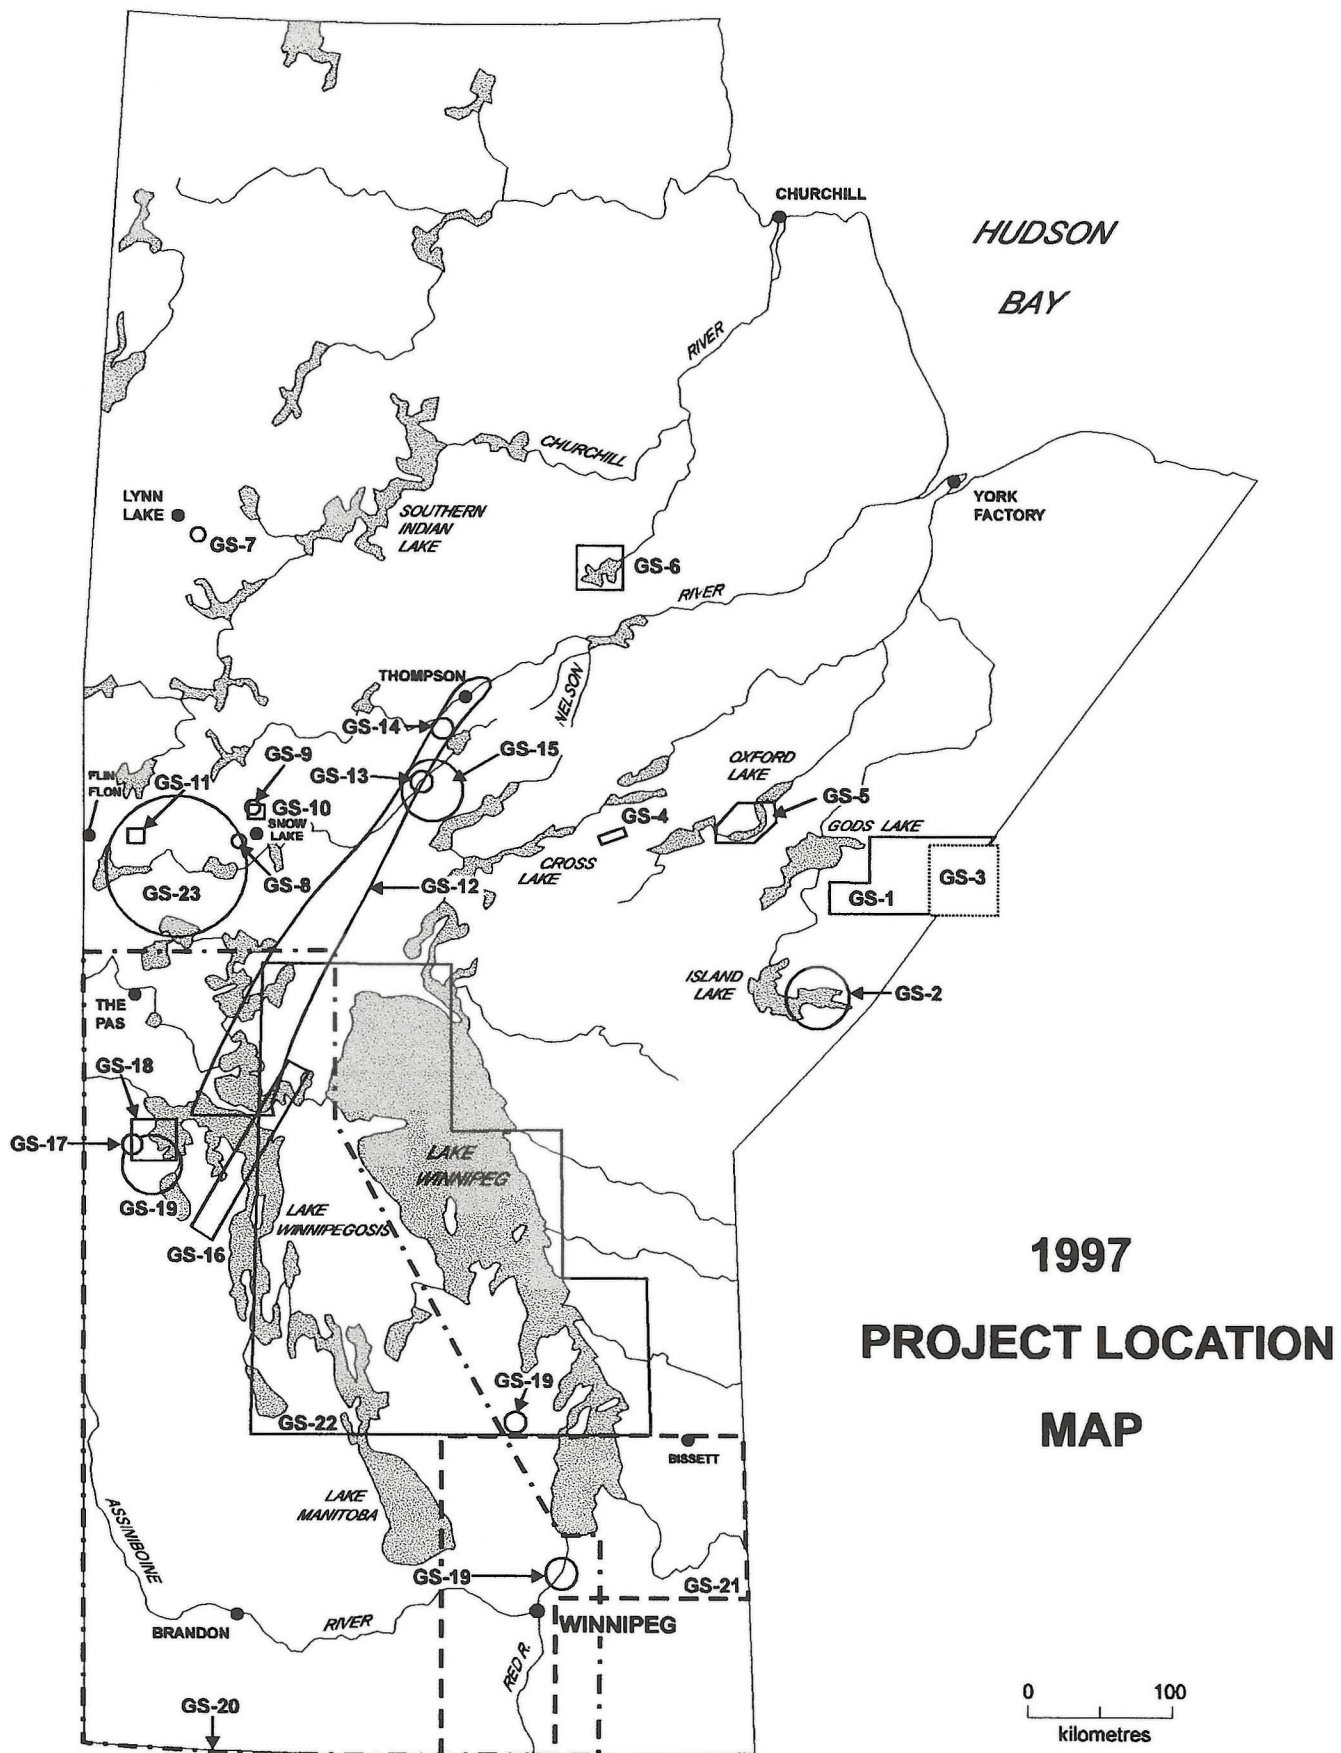 CHURCHILL
HUDSON
BAY
RIVER
CHURCHILL
LYNN
LAKE
GS-7
SOUTHERN
INDIAN
LAKE
YORK
FACTORY
GS-6
RIVER
THOMPSON
NELSON
GS-14
GS-15
GS-13
GS-9
GS-11
FLIN
FLON
GS-10
SNOW
LAKE
OXFORD
LAKE
GS-5
GS-4
GODS LAKE
CROSS
LAKE
GS-8
GS-23
GS-12
GS-1
GS-3
ISLAND
LAKE
GS-2
THE
PAS
GS-18
GS-17
GS-19
GS-16
LAKE
WINNIPEG
LAKE
WINNIPEGOSIS
1997
PROJECT LOCATION
MAP
GS-19
GS-22
BISSETT
LAKE
MANITOBA
ASSINIBOINE
GS-19
GS-21
BRANDON
RIVER
WINNIPEG
RED R.
GS-20
0 100
kilometres